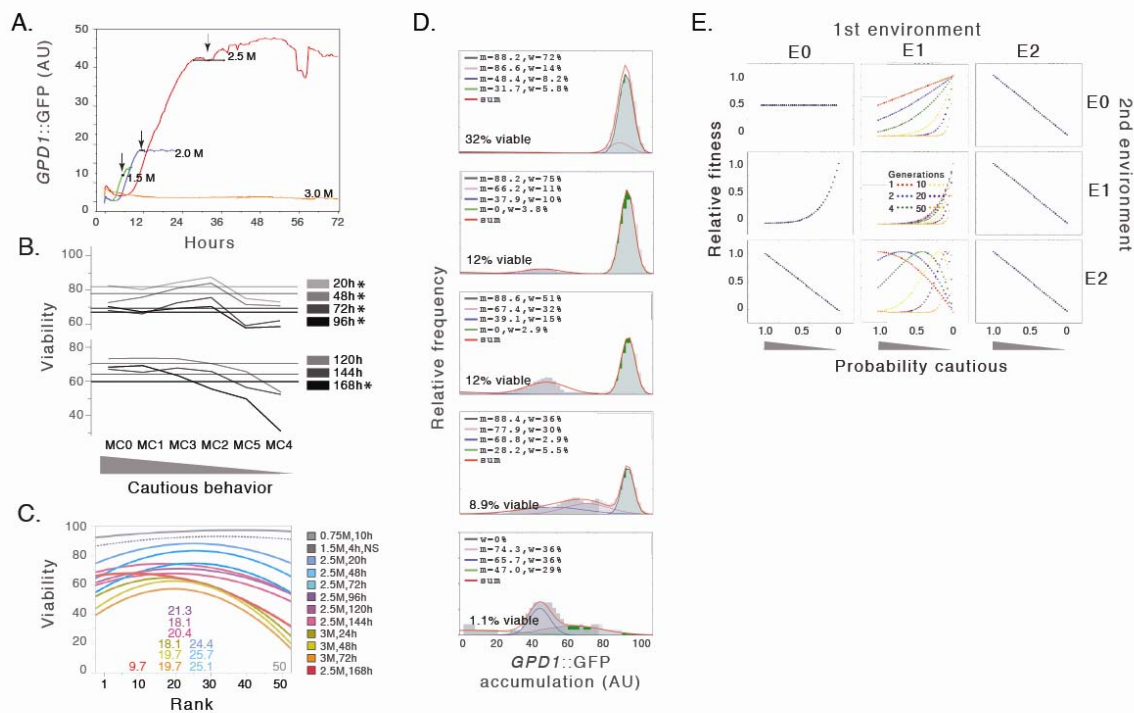 A.
GPD1::GFP (AU)
50
40
30
20
10
0
2.5 M
2.0 M
1.5 M
3.0 M
0 12 24 36 48 60 72
Hours
B.
Viability
80
60
80
60
40
20h*
48h*
72h*
96h*
120h
144h
168h*
MC0 MC1 MC3 MC2 MC5 MC4
Cautious behavior
C.
Viability
100
80
60
40
20
0
21.3
18.1
20.4
18.1 24.4
19.7 25.7
9.7 19.7 25.1 50
1 10 20 30 40 50
Rank
0.75M,10h
1.5M,4h,NS
2.5M,20h
2.5M,48h
2.5M,72h
2.5M,96h
2.5M,120h
2.5M,144h
3M,24h
3M,48h
3M,72h
2.5M,168h
D.
Relative frequency
m-88.2,w-72%
m-86.6,w-14%
m-48.4,w-8.2%
m-31.7,w-5.8%
sum
32% viable
m-88.2,w-75%
m-66.2,w-11%
m-37.9,w-10%
m-0,w-3.8%
sum
12% viable
m-88.6,w-51%
m-67.4,w-32%
m-39.1,w-15%
m-0,w-2.9%
sum
12% viable
m-88.4,w-36%
m-77.9,w-30%
m-68.8,w-2.9%
m-28.2,w-5.5%
sum
8.9% viable
w-0%
m-74.3,w-36%
m-65.7,w-36%
m-47.0,w-29%
sum
1.1% viable
0 20 40 60 80 100
GPD1::GFP
accumulation (AU)
E.
1st environment
E0 E1 E2
2nd environment
E0
E1
E2
Relative fitness
1.0
0.5
0
1.0
0.5
0
1.0
0.5
0
Generations
1 10
2 20
4 50
1.0 0.5 0 1.0 0.5 0 1.0 0.5 0
Probability cautious